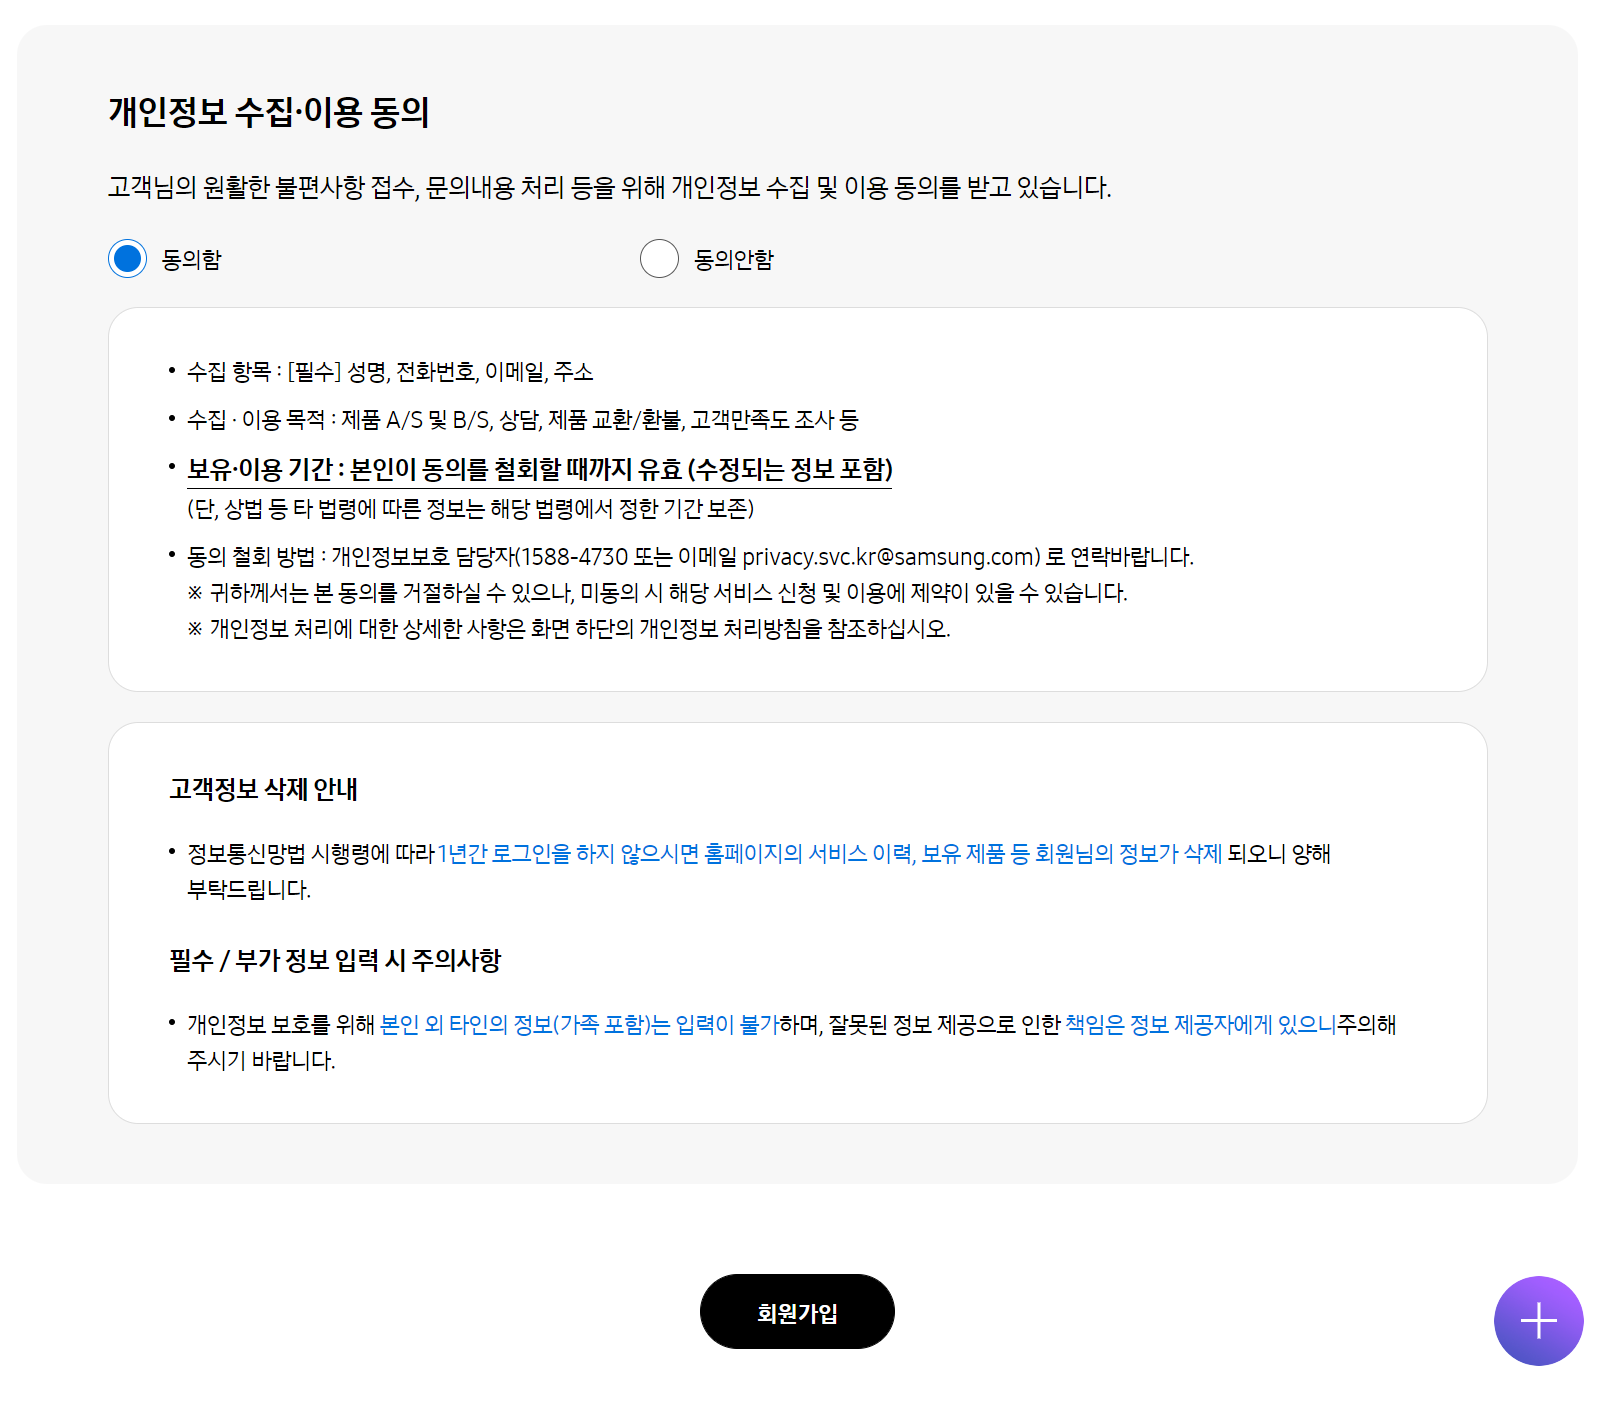 개인정보 수집·이용 동의
고객님의 원활한 불편사항 접수, 문의내용 처리 등을 위해 개인정보 수집 및 이용 동의를 받고 있습니다.
동의함
동의안함
• 수집 항목 : [필수] 성명, 전화번호, 이메일, 주소
• 수집 · 이용 목적 : 제품 A/S 및 B/S, 상담, 제품 교환/환불, 고객만족도 조사 등
• 보유·이용 기간 : 본인이 동의를 철회할 때까지 유효 (수정되는 정보 포함)
(단, 상법 등 타 법령에 따른 정보는 해당 법령에서 정한 기간 보존)
• 동의 철회 방법 : 개인정보보호 담당자(1588-4730 또는 이메일 privacy.svc.kr@samsung.com) 로 연락바랍니다.
※ 귀하께서는 본 동의를 거절하실 수 있으나, 미동의 시 해당 서비스 신청 및 이용에 제약이 있을 수 있습니다.
※ 개인정보 처리에 대한 상세한 사항은 화면 하단의 개인정보 처리방침을 참조하십시오.
고객정보 삭제 안내
• 정보통신망법 시행령에 따라 1년간 로그인을 하지 않으시면 홈페이지의 서비스 이력, 보유 제품 등 회원님의 정보가 삭제 되오니 양해
부탁드립니다.
필수 / 부가 정보 입력 시 주의사항
• 개인정보 보호를 위해 본인 외 타인의 정보(가족 포함)는 입력이 불가하며, 잘못된 정보 제공으로 인한 책임은 정보 제공자에게 있으니주의해
주시기 바랍니다.
회원가입